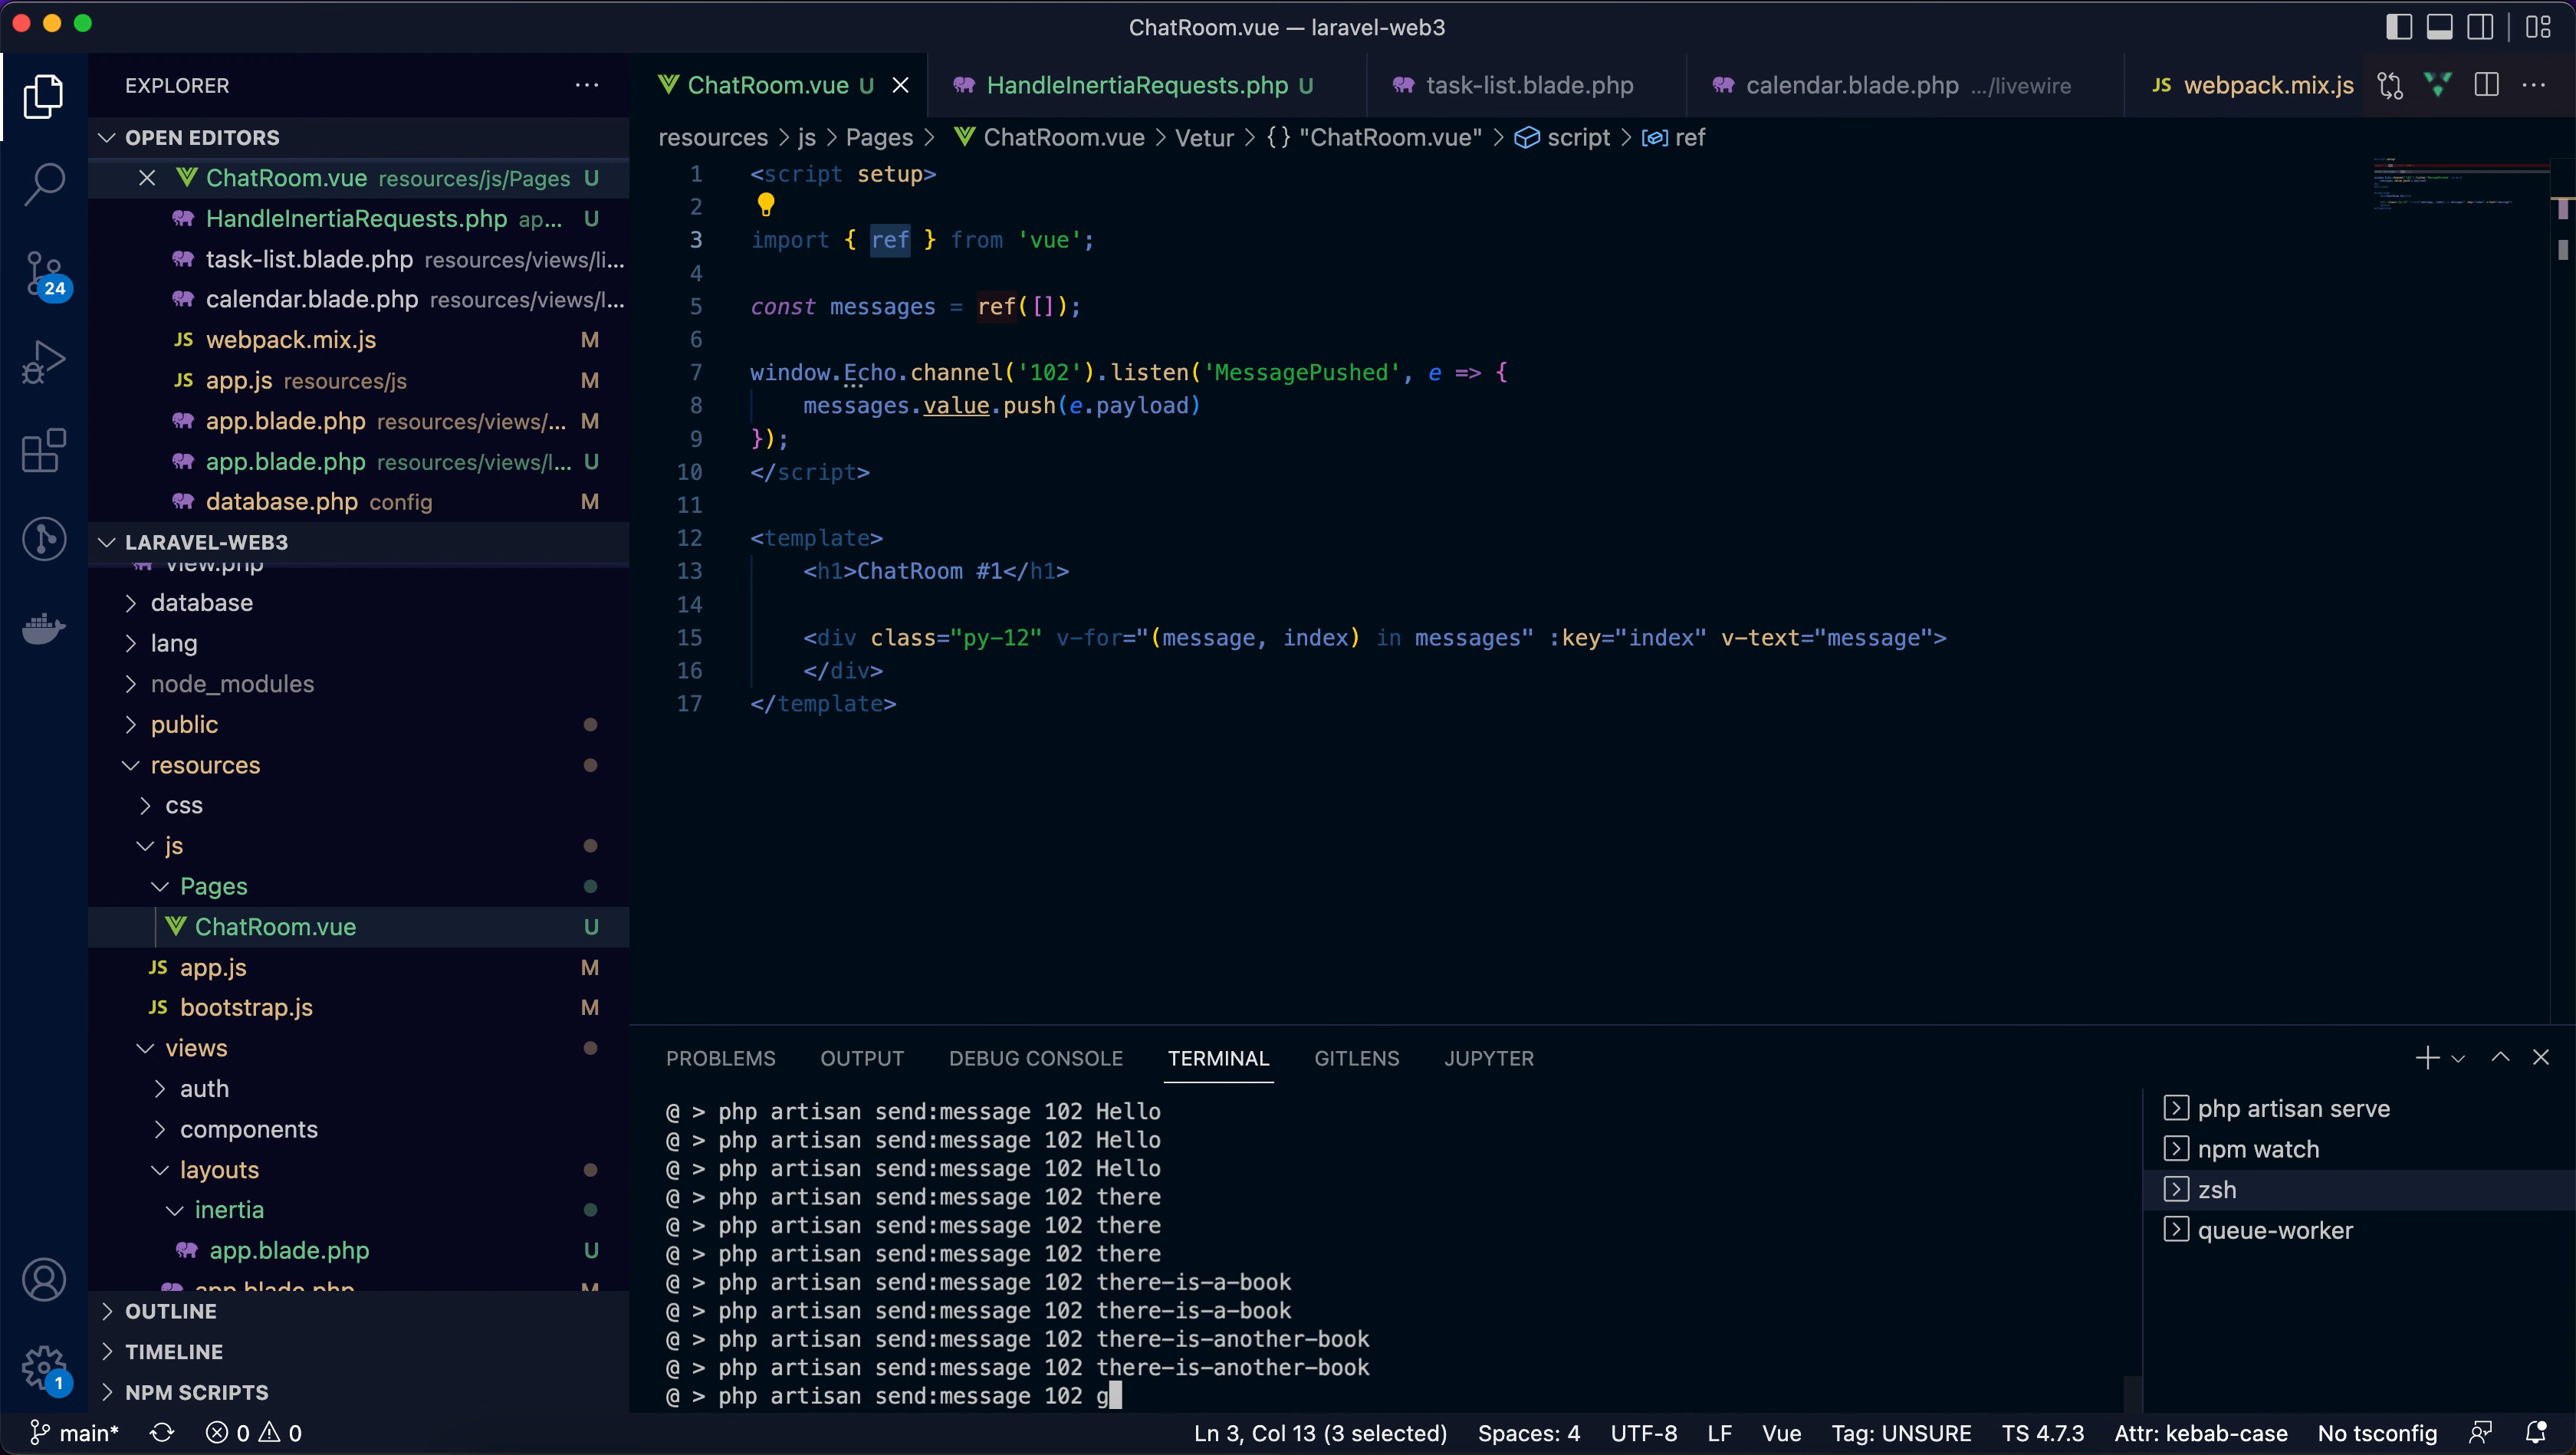 ChatRoom.vue — laravel-web3
EXPLORER
OPEN EDITORS
ChatRoom.vue resources/js/Pages U
HandleInertiaRequests.php ap... U
task-list.blade.php resources/views/li...
calendar.blade.php resources/views/l...
JS webpack.mix.js M
JS app.js resources/js M
app.blade.php resources/views/... M
app.blade.php resources/views/l... U
database.php config M
LARAVEL-WEB3
view.php
database
lang
node_modules
public
resources
css
js
Pages
ChatRoom.vue U
JS app.js M
JS bootstrap.js M
views
auth
components
layouts
inertia
app.blade.php U
app.blade.php M
OUTLINE
TIMELINE
NPM SCRIPTS
24
1
ChatRoom.vue U
HandleInertiaRequests.php U
task-list.blade.php
calendar.blade.php .../livewire
JS webpack.mix.js
resources > js > Pages > ChatRoom.vue > Vetur > {} "ChatRoom.vue" > script > ref
1 <script setup>
2
3 import { ref } from 'vue';
4
5 const messages = ref([]);
6
7 window.Echo.channel('102').listen('MessagePushed', e => {
8 messages.value.push(e.payload)
9 });
10 </script>
11
12 <template>
13 <h1>ChatRoom #1</h1>
14
15 <div class="py-12" v-for="(message, index) in messages" :key="index" v-text="message">
16 </div>
17 </template>
PROBLEMS OUTPUT DEBUG CONSOLE TERMINAL GITLENS JUPYTER
@ > php artisan send:message 102 Hello
@ > php artisan send:message 102 Hello
@ > php artisan send:message 102 Hello
@ > php artisan send:message 102 there
@ > php artisan send:message 102 there
@ > php artisan send:message 102 there
@ > php artisan send:message 102 there-is-a-book
@ > php artisan send:message 102 there-is-a-book
@ > php artisan send:message 102 there-is-another-book
@ > php artisan send:message 102 there-is-another-book
@ > php artisan send:message 102 g
php artisan serve
npm watch
zsh
queue-worker
main* 0 0 Ln 3, Col 13 (3 selected) Spaces: 4 UTF-8 LF Vue Tag: UNSURE TS 4.7.3 Attr: kebab-case No tsconfig